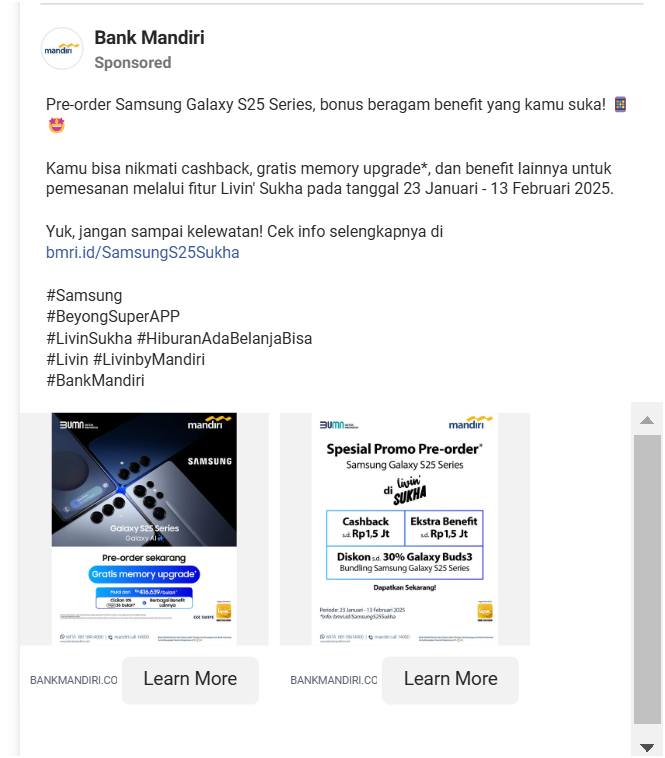 mandiri
Bank Mandiri
Sponsored
Pre-order Samsung Galaxy S25 Series, bonus beragam benefit yang kamu suka!
Kamu bisa nikmati cashback, gratis memory upgrade*, dan benefit lainnya untuk
pemesanan melalui fitur Livin' Sukha pada tanggal 23 Januari - 13 Februari 2025.
Yuk, jangan sampai kelewatan! Cek info selengkapnya di
bmri.id/SamsungS25Sukha
#Samsung
#BeyongSuperAPP
#LivinSukha #HiburanAdaBelanjaBisa
#Livin #LivinbyMandiri
#BankMandiri
BUMN
mandiri
SAMSUNG
Galaxy S25 Series
Galaxy AI
Pre-order sekarang
Gratis memory upgrade*
Mulai dari Rp416.639/bulan*
Cicilan 0%
36 bulan*
Berbagai Benefit
Lainnya
BUMN
mandiri
Spesial Promo Pre-order*
Samsung Galaxy S25 Series
di livin' SUKHA
Cashback
s.d. Rp1,5 Jt
Ekstra Benefit
s.d. Rp1,5 Jt
Diskon s.d. 30% Galaxy Buds3
Bundling Samsung Galaxy S25 Series
Dapatkan Sekarang!
Periode: 23 Januari - 13 Februari 2025
*Info: bmri.id/SamsungS25Sukha
BANKMANDIRI.CO
Learn More
BANKMANDIRI.CO
Learn More